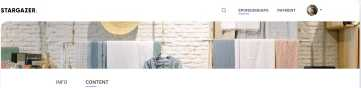 STARGAZER.
SPONSORSHIPS PAYMENT
INFO CONTENT